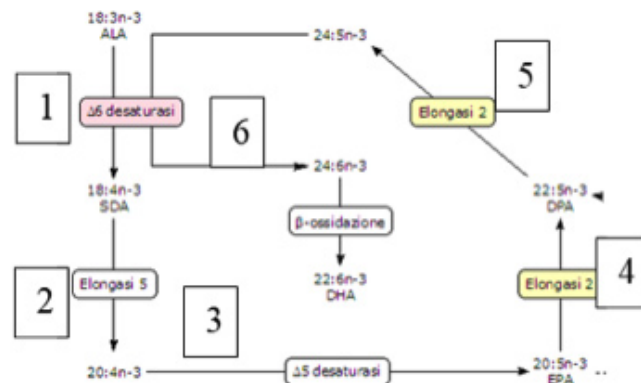 18:3n-3
ALA
24:5n-3
5
1
Δ6 desaturasi
Elongasi 2
6
18:4n-3
SDA
24:6n-3
22:5n-3
DPA
β-ossidazione
2
Elongasi 5
3
22:6n-3
DHA
Elongasi 2
4
20:4n-3
Δ5 desaturasi
20:5n-3
EPA